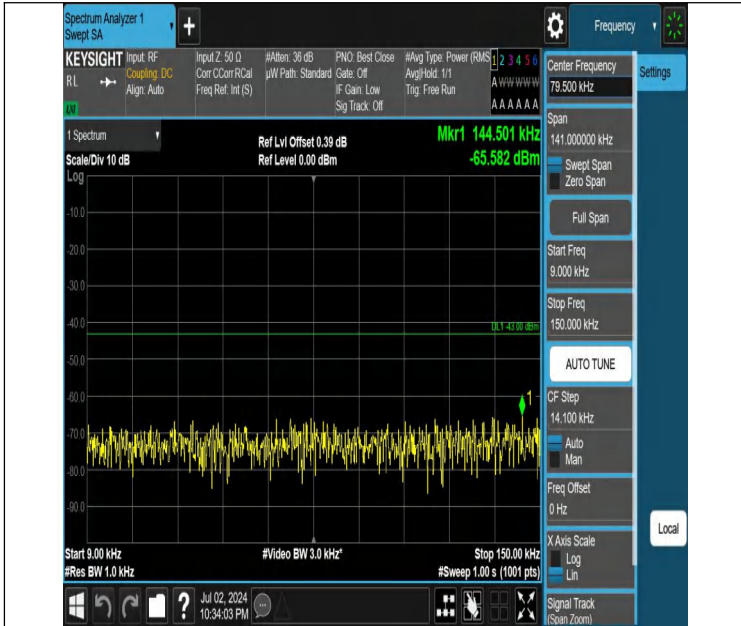 Spectrum Analyzer 1
Swept SA
+
Frequency
KEYSIGHT
RL
Input: RF
Coupling: DC
Align: Auto
Input Z: 50 Ω
Corr CCorr RCal
Freq Ref: Int (S)
#Atten: 36 dB
µW Path: Standard
PNO: Best Close
Gate: Off
IF Gain: Low
Sig Track: Off
#Avg Type: Power (RMS
Avg|Hold: 1/1
Trig: Free Run
1 2 3 4 5 6
A W W W W W
A A A A A A
Center Frequency
79.500 kHz
Settings
Span
141.000000 kHz
Swept Span
Zero Span
Full Span
Start Freq
9.000 kHz
Stop Freq
150.000 kHz
AUTO TUNE
CF Step
14.100 kHz
Auto
Man
Freq Offset
0 Hz
X Axis Scale
Log
Lin
Signal Track
(Span Zoom)
Local
1 Spectrum
Scale/Div 10 dB
Log
Ref Lvl Offset 0.39 dB
Ref Level 0.00 dBm
Mkr1 144.501 kHz
-65.582 dBm
-10.0
-20.0
-30.0
-40.0
DL1 -43.00 dBm
-50.0
-60.0
1
-70.0
-80.0
-90.0
Start 9.00 kHz
#Video BW 3.0 kHz*
Stop 150.00 kHz
#Res BW 1.0 kHz
#Sweep 1.00 s (1001 pts)
?
Jul 02, 2024
10:34:03 PM